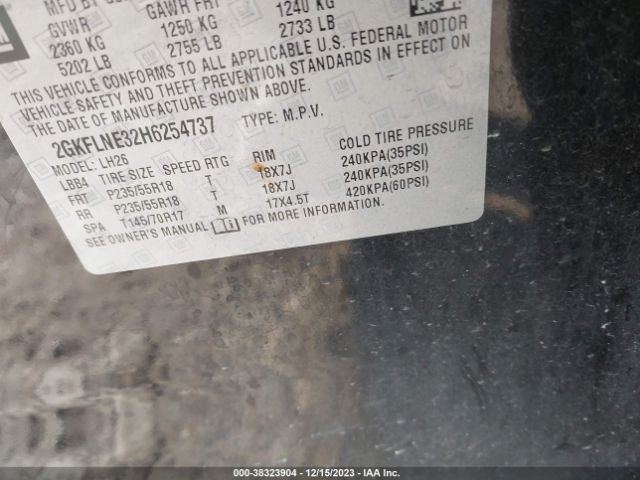 MFD BY
GVWR GAWR FRT
2360 KG 1250 KG 1240 KG
5202 LB 2755 LB 2733 LB
THIS VEHICLE CONFORMS TO ALL APPLICABLE U.S. FEDERAL MOTOR
VEHICLE SAFETY AND THEFT PREVENTION STANDARDS IN EFFECT ON
THE DATE OF MANUFACTURE SHOWN ABOVE.
2GKFLNE32H6254737 TYPE: M.P.V.
MODEL: LH26
L8B4 TIRE SIZE SPEED RTG RIM COLD TIRE PRESSURE
FRT P235/55R18 T 18X7J 240KPA(35PSI)
RR P235/55R18 T 18X7J 240KPA(35PSI)
SPA T145/70R17 M 17X4.5T 420KPA(60PSI)
SEE OWNER'S MANUAL FOR MORE INFORMATION.
000-38323904 - 12/15/2023 - IAA Inc.